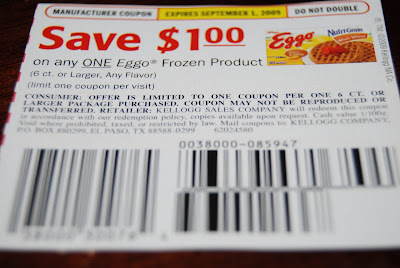 MANUFACTURER COUPON EXPIRES SEPTEMBER 1, 2009 DO NOT DOUBLE
Save $1.00
on any ONE Eggo® Frozen Product
(6 ct. or Larger, Any Flavor)
(limit one coupon per visit)
Eggo Nutri-Grain
CONSUMER: OFFER IS LIMITED TO ONE COUPON PER ONE 6 CT. OR
LARGER PACKAGE PURCHASED. COUPON MAY NOT BE REPRODUCED OR
TRANSFERRED. RETAILER: KELLOGG SALES COMPANY will redeem this coupon
in accordance with our redemption policy, copies available upon request. Cash value 1/100¢.
Void where prohibited, taxed, or restricted by law. Mail coupons to: KELLOGG COMPANY,
P.O. BOX 880299, EL PASO, TX 88588-0299 62024580
0038000-085947